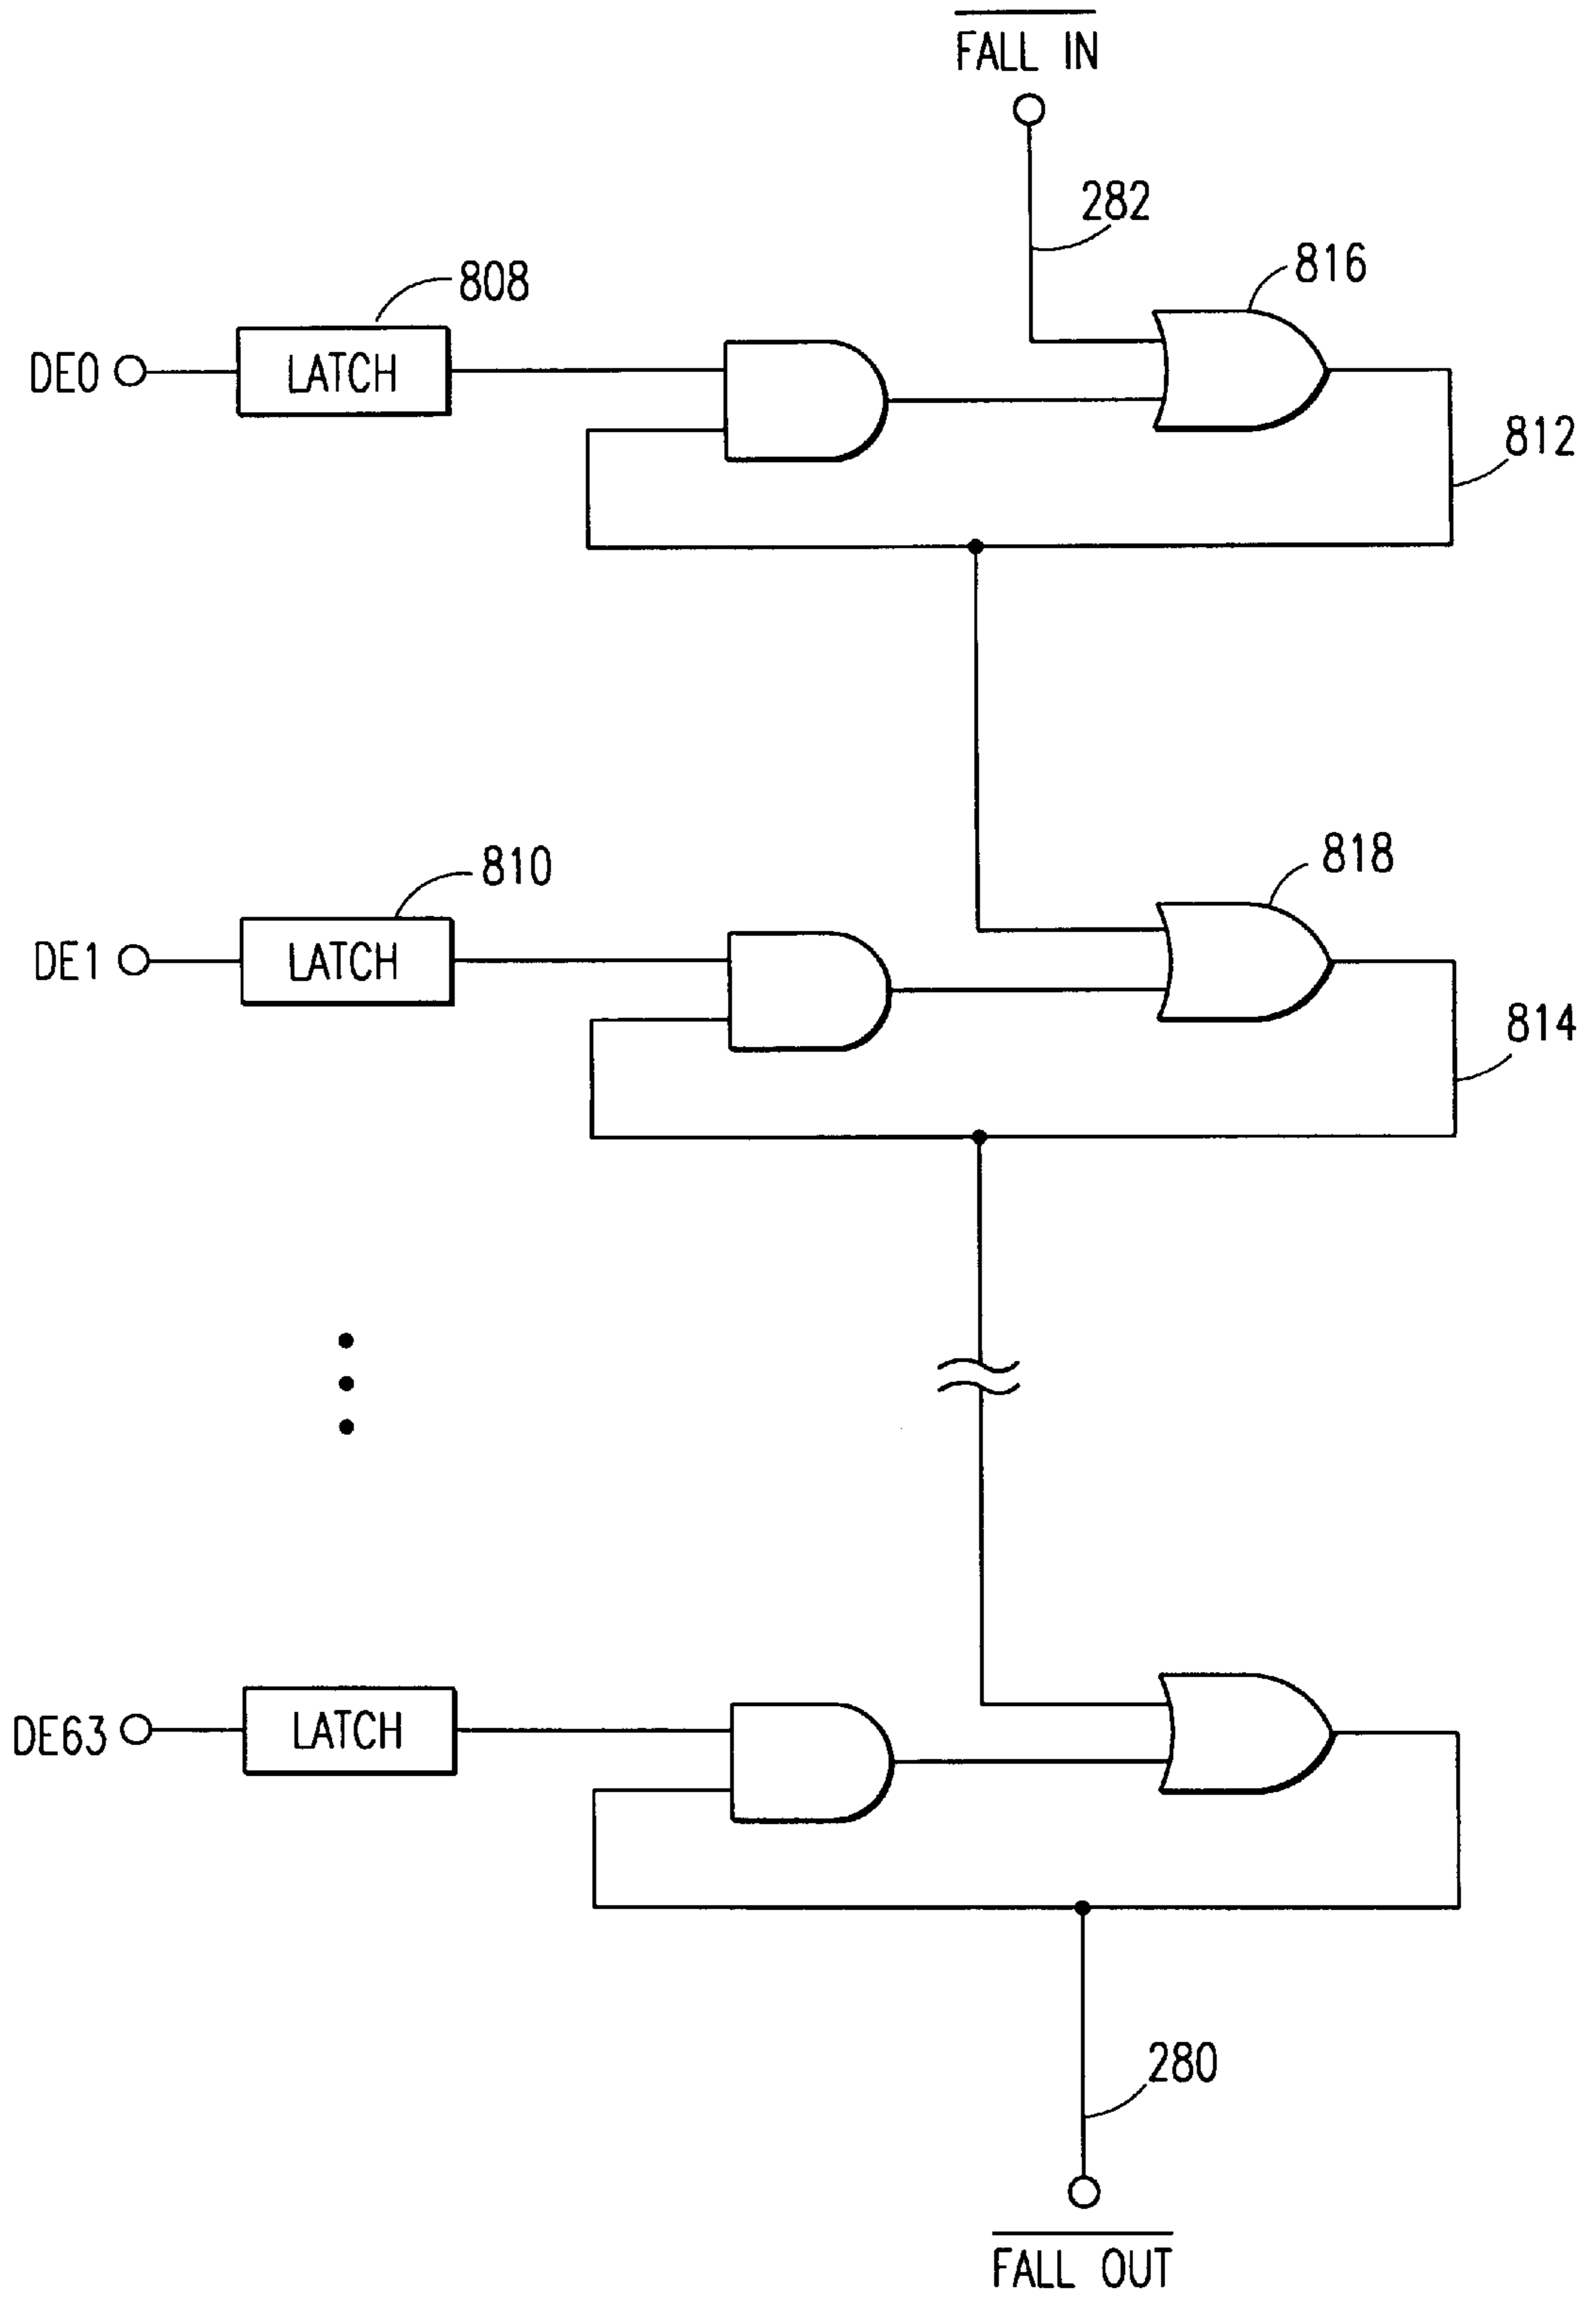 FALL IN
282
816
808
DE0
LATCH
812
818
810
DE1
LATCH
814
DE63
LATCH
280
FALL OUT